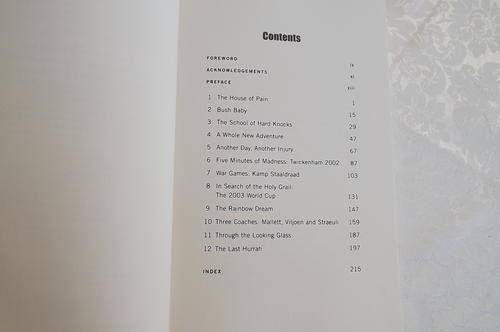 Contents
FOREWORD ix
ACKNOWLEDGEMENTS xi
PREFACE xiii
1 The House of Pain 1
2 Bush Baby 15
3 The School of Hard Knocks 29
4 A Whole New Adventure 47
5 Another Day, Another Injury 67
6 Five Minutes of Madness: Twickenham 2002 87
7 War Games: Kamp Staaldraad 103
8 In Search of the Holy Grail:
The 2003 World Cup 131
9 The Rainbow Dream 147
10 Three Coaches: Mallett, Viljoen and Straeuli 159
11 Through the Looking Glass 187
12 The Last Hurrah 197
INDEX 215